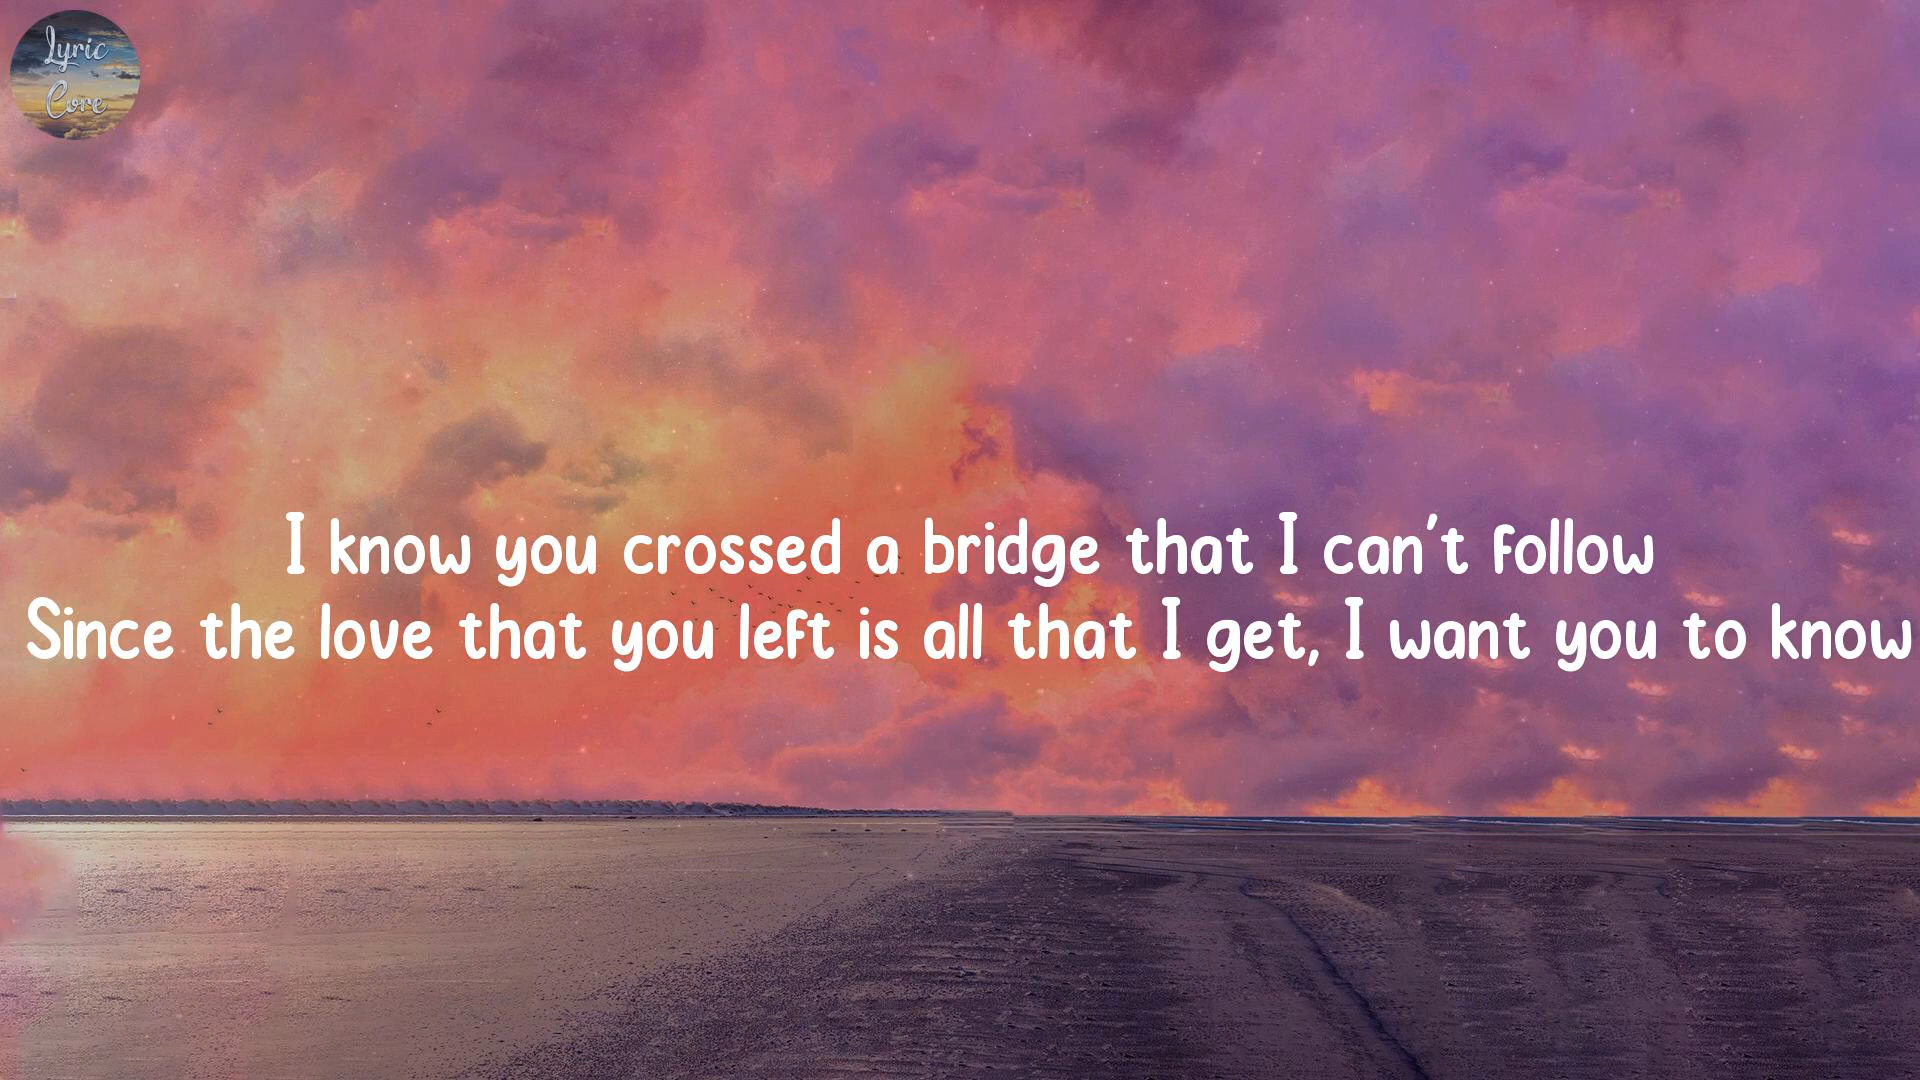 Lyric
Core
I know you crossed a bridge that I can't follow
Since the love that you left is all that I get, I want you to know